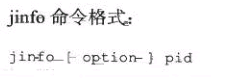 jinfo 命令格式：
jinfo [ option ] pid